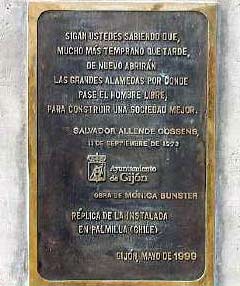 SIGAN USTEDES SABIENDO QUE,
MUCHO MÁS TEMPRANO QUE TARDE,
DE NUEVO ABRIRÁN
LAS GRANDES ALAMEDAS POR DONDE
PASE EL HOMBRE LIBRE,
PARA CONSTRUIR UNA SOCIEDAD MEJOR.
SALVADOR ALLENDE GOSSENS,
11 DE SEPTIEMBRE DE 1973
Ayuntamiento
de Gijón
OBRA DE MÓNICA BUNSTER
RÉPLICA DE LA INSTALADA
EN PALMILLA (CHILE)
GIJÓN, MAYO DE 1999